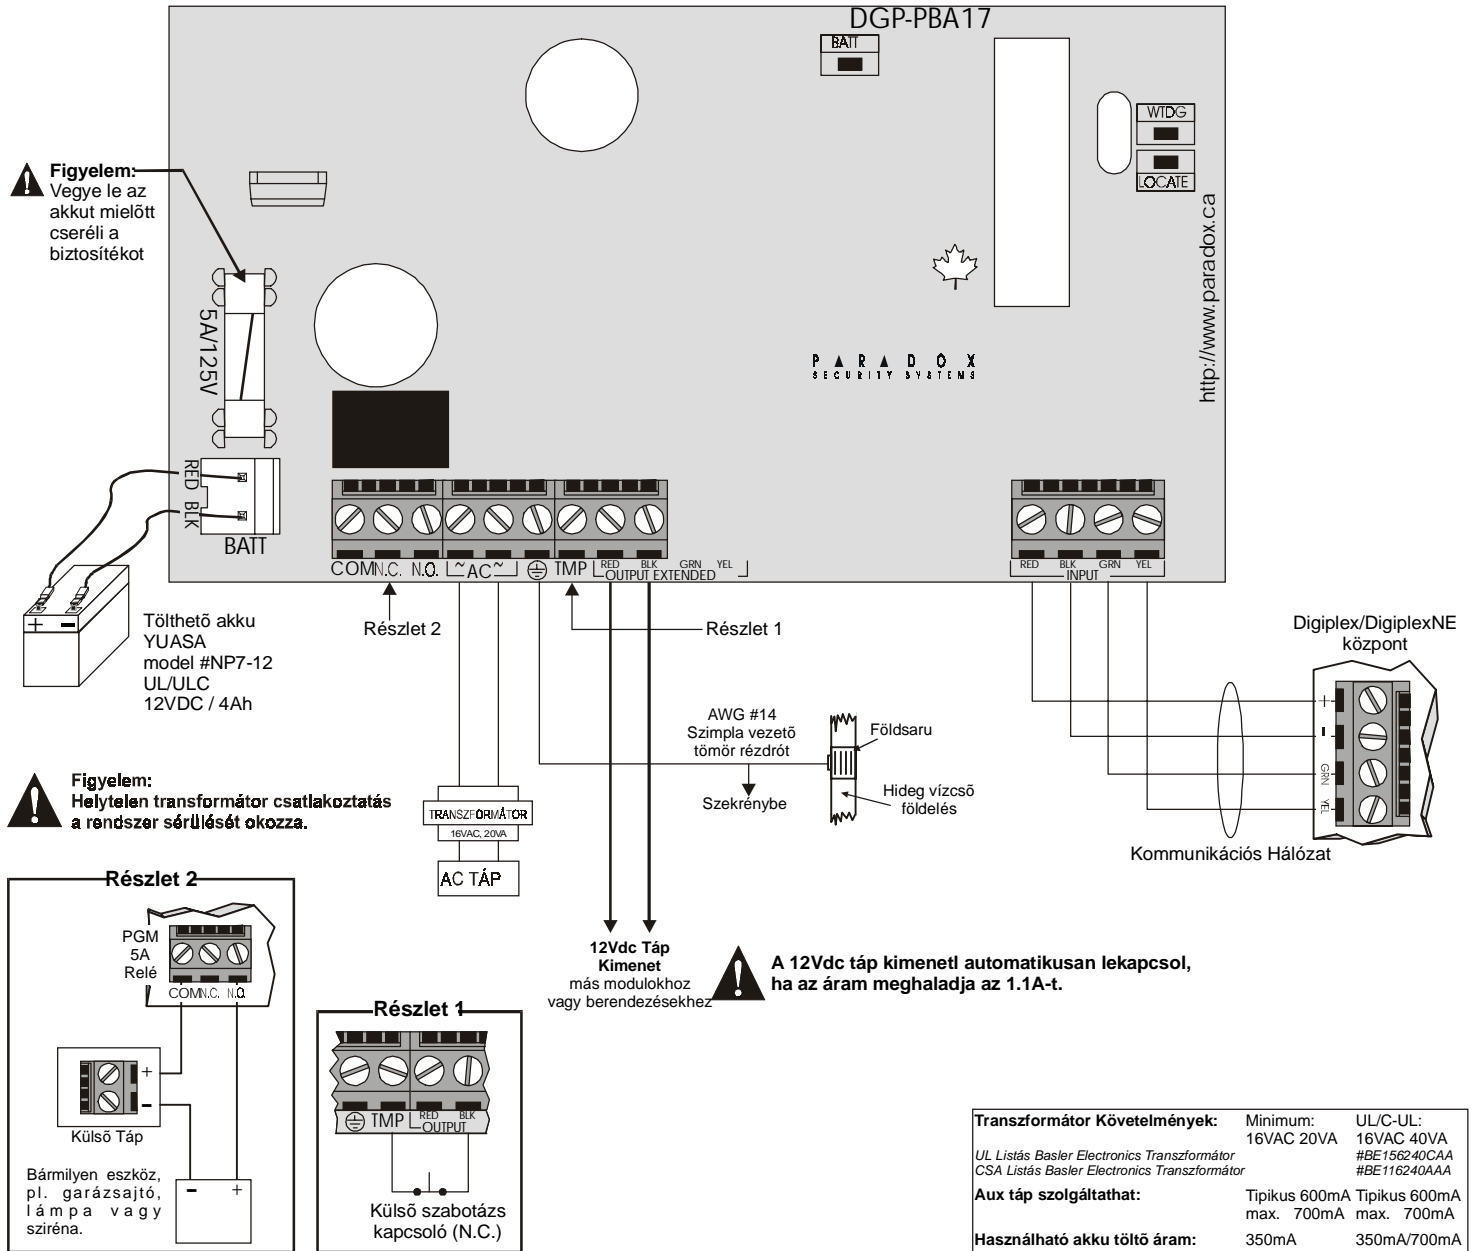 DGP-PBA17
BATT
WTDG
LOCATE
http://www.paradox.ca
Figyelem:
Vegye le az
akkut mielõtt
cseréli a
biztosítékot
5A/125V
PARADOX
SECURITY SYSTEMS
RED
BLK
BATT
COM N.C. N.O. ~AC~ TMP RED BLK GRN YEL
OUTPUT EXTENDED
RED BLK GRN YEL
INPUT
+ -
Tölthetõ akku
YUASA
model #NP7-12
UL/ULC
12VDC / 4Ah
Részlet 2
Részlet 1
Digiplex/DigiplexNE
központ
+
-
GRN
YEL
Kommunikációs Hálózat
AWG #14
Szimpla vezetõ
tömör rézdrót
Földsaru
Szekrénybe
Hideg vízcsõ
földelés
Figyelem:
Helytelen transformátor csatlakoztatás
a rendszer sérülését okozza.
TRANSZFORMÁTOR
16VAC, 20VA
AC TÁP
12Vdc Táp
Kimenet
más modulokhoz
vagy berendezésekhez
A 12Vdc táp kimenetl automatikusan lekapcsol,
ha az áram meghaladja az 1.1A-t.
Részlet 2
PGM
5A
Relé
COM N.C. N.O.
+
-
Külsõ Táp
Bármilyen eszköz,
pl. garázsajtó,
lámpa vagy
sziréna.
- +
Részlet 1
TMP RED BLK
OUTPUT
Külsõ szabotázs
kapcsoló (N.C.)
Transzformátor Követelmények: Minimum: UL/C-UL:
16VAC 20VA 16VAC 40VA
UL Listás Basler Electronics Transzformátor #BE156240CAA
CSA Listás Basler Electronics Transzformátor #BE116240AAA
Aux táp szolgáltathat: Tipikus 600mA Tipikus 600mA
max. 700mA max. 700mA
Használható akku töltõ áram: 350mA 350mA/700mA